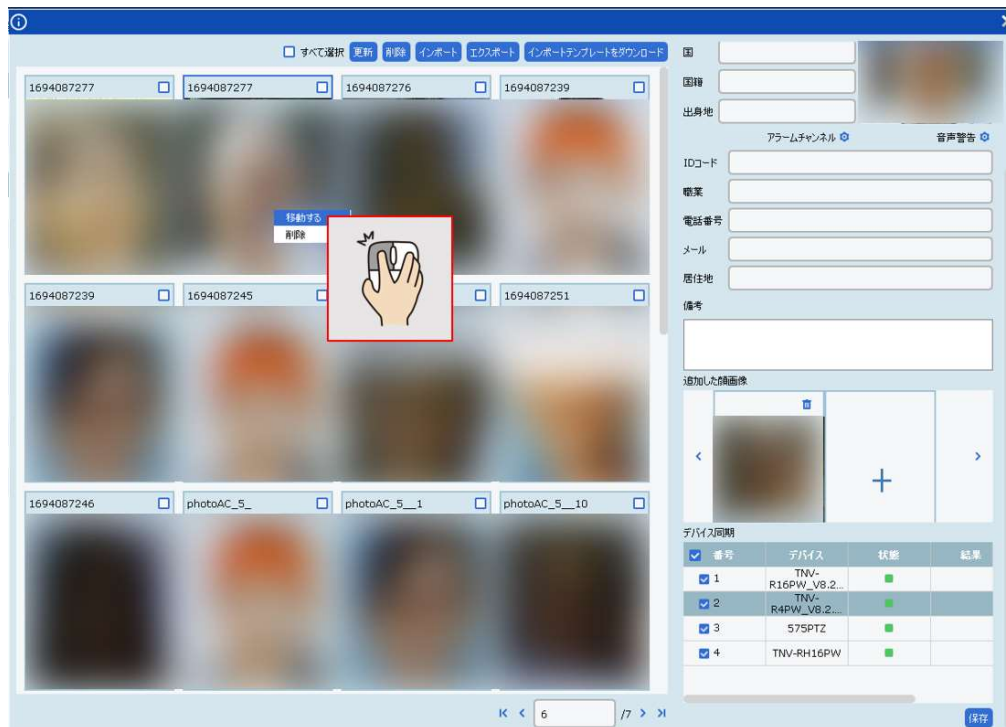 すべて選択 更新 削除 インポート エクスポート インポートテンプレートをダウンロード
1694087277 1694087277 1694087276 1694087239
移動する
削除
1694087239 1694087245 1694087251
1694087246 photoAC_5_ photoAC_5__1 photoAC_5__10
6 /7
国
国籍
出身地
アラームチャンネル 音声警告
IDコード
職業
電話番号
メール
居住地
備考
追加した顔画像
デバイス同期
番号 デバイス 状態 結果
1 TNV-R16PW_V8.2...
2 TNV-R4PW_V8.2....
3 575PTZ
4 TNV-RH16PW
保存